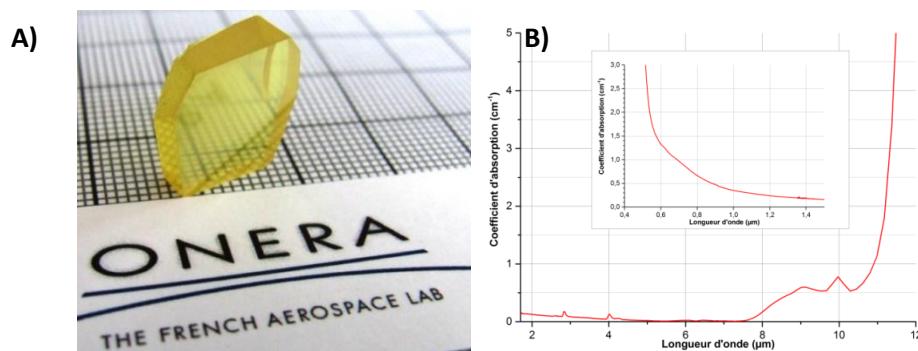 A)
ONERA
THE FRENCH AEROSPACE LAB
B)
Coefficient d'absorption (cm⁻¹)
5
4
3
2
1
0
2 4 6 8 10 12
Longueur d'onde (µm)
Coefficient d'absorption (cm⁻¹)
3,0
2,5
2,0
1,5
1,0
0,5
0,0
0,4 0,6 0,8 1,0 1,2 1,4
Longueur d'onde (µm)